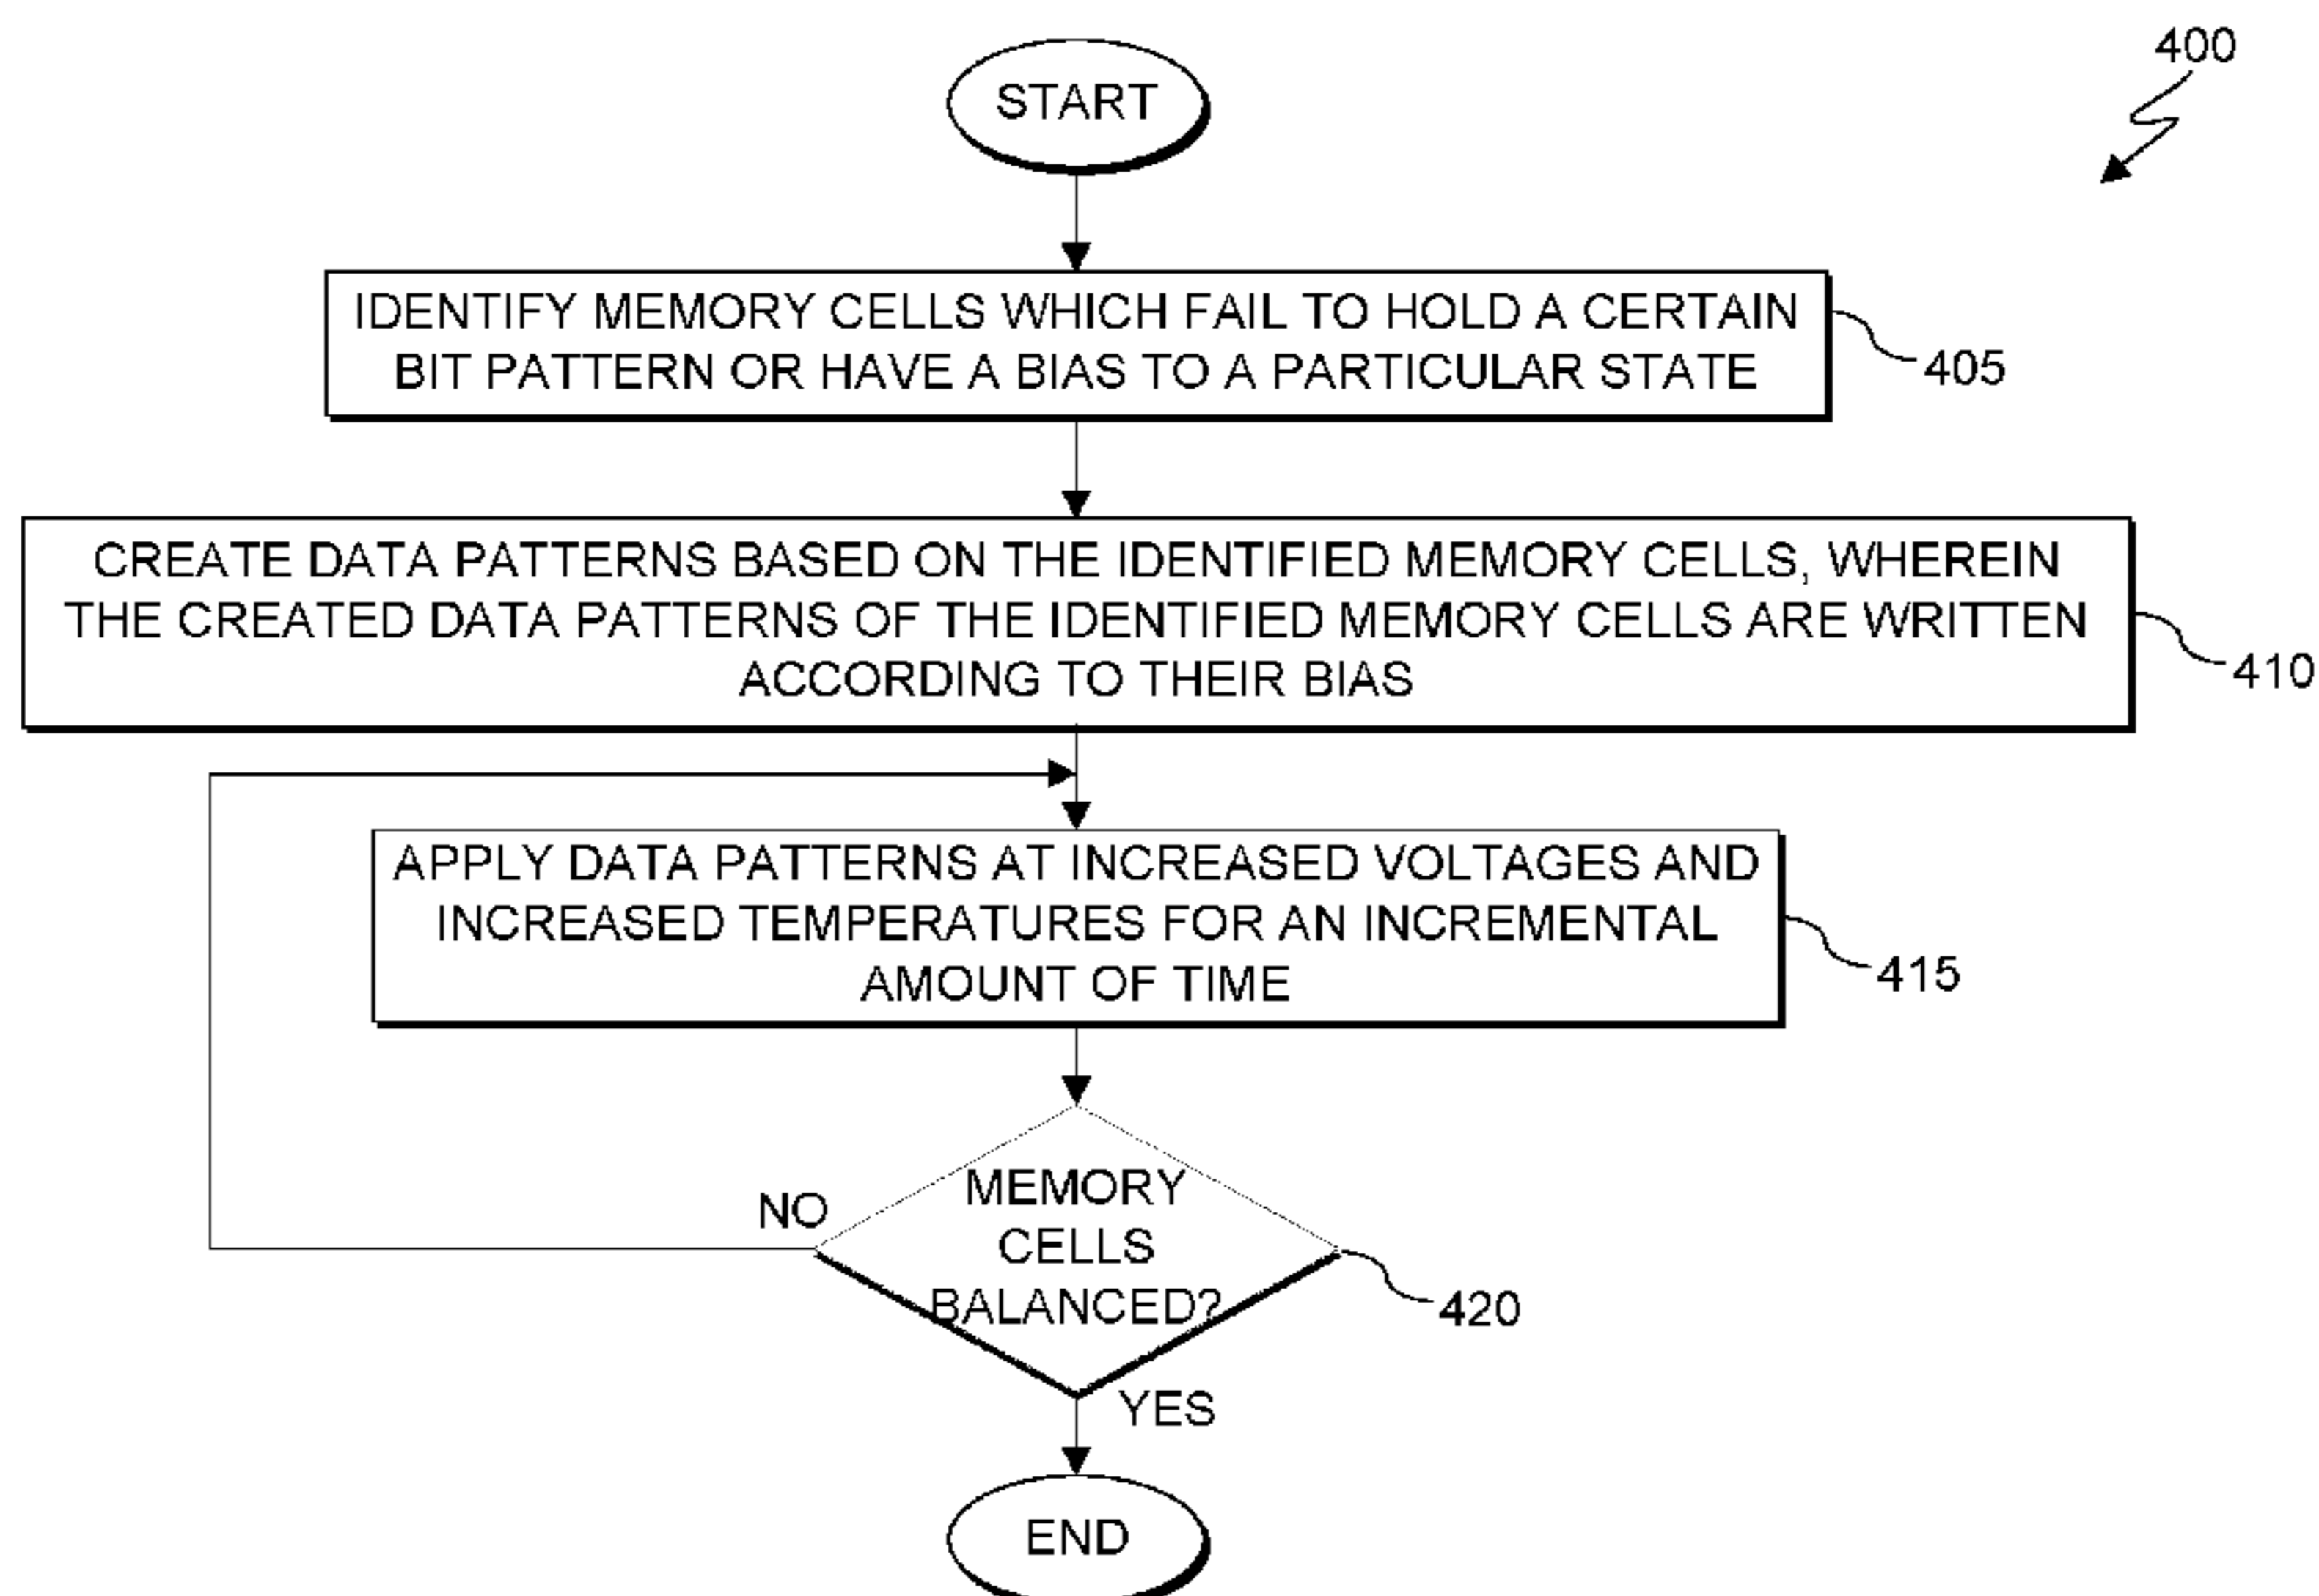 400
START
IDENTIFY MEMORY CELLS WHICH FAIL TO HOLD A CERTAIN
BIT PATTERN OR HAVE A BIAS TO A PARTICULAR STATE
405
CREATE DATA PATTERNS BASED ON THE IDENTIFIED MEMORY CELLS, WHEREIN
THE CREATED DATA PATTERNS OF THE IDENTIFIED MEMORY CELLS ARE WRITTEN
ACCORDING TO THEIR BIAS
410
APPLY DATA PATTERNS AT INCREASED VOLTAGES AND
INCREASED TEMPERATURES FOR AN INCREMENTAL
AMOUNT OF TIME
415
NO
MEMORY
CELLS
BALANCED?
420
YES
END